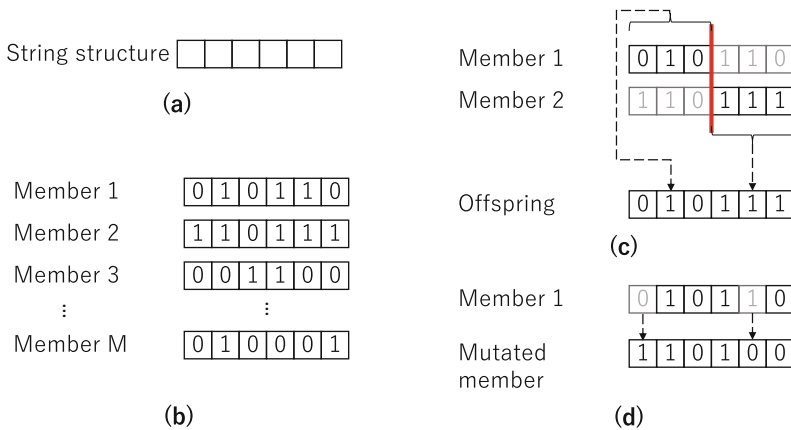 String structure
(a)
Member 1 0 1 0 1 1 0
Member 2 1 1 0 1 1 1
Member 3 0 0 1 1 0 0
⋮ ⋮
Member M 0 1 0 0 0 1
(b)
Member 1 0 1 0 1 1 0
Member 2 1 1 0 1 1 1
Offspring 0 1 0 1 1 1
(c)
Member 1 0 1 0 1 1 0
Mutated
member 1 1 0 1 0 0
(d)